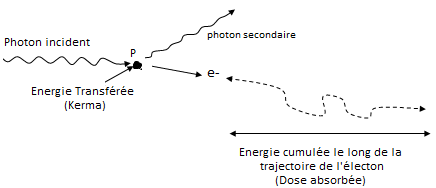 photon secondaire
Photon incident
P
e-
Energie Transférée
(Kerma)
Energie cumulée le long de la
trajectoire de l'électon
(Dose absorbée)